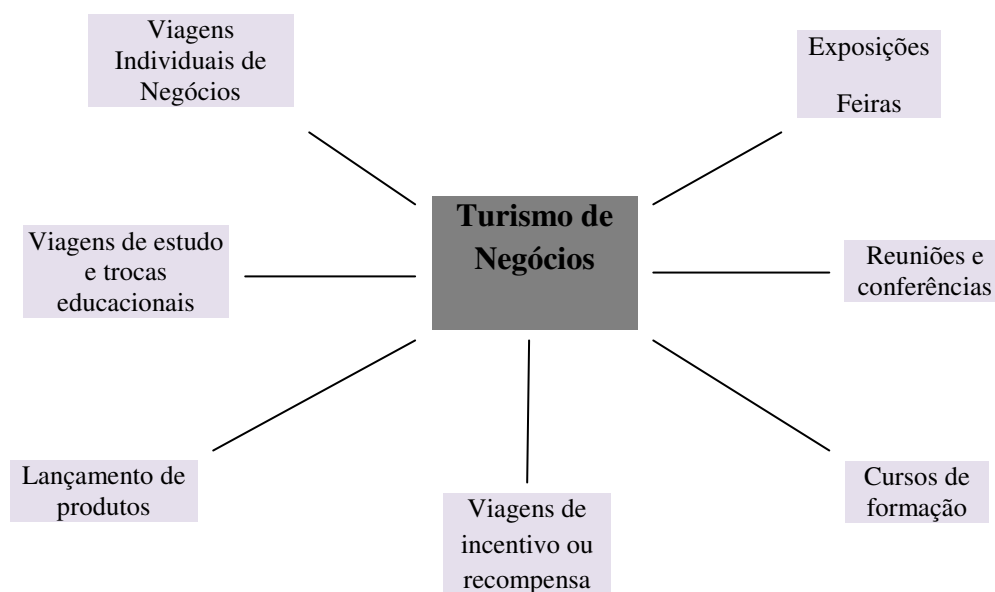 Viagens
Individuais de
Negócios
Exposições
Feiras
Turismo de
Negócios
Viagens de estudo
e trocas
educacionais
Reuniões e
conferências
Lançamento de
produtos
Viagens de
incentivo ou
recompensa
Cursos de
formação